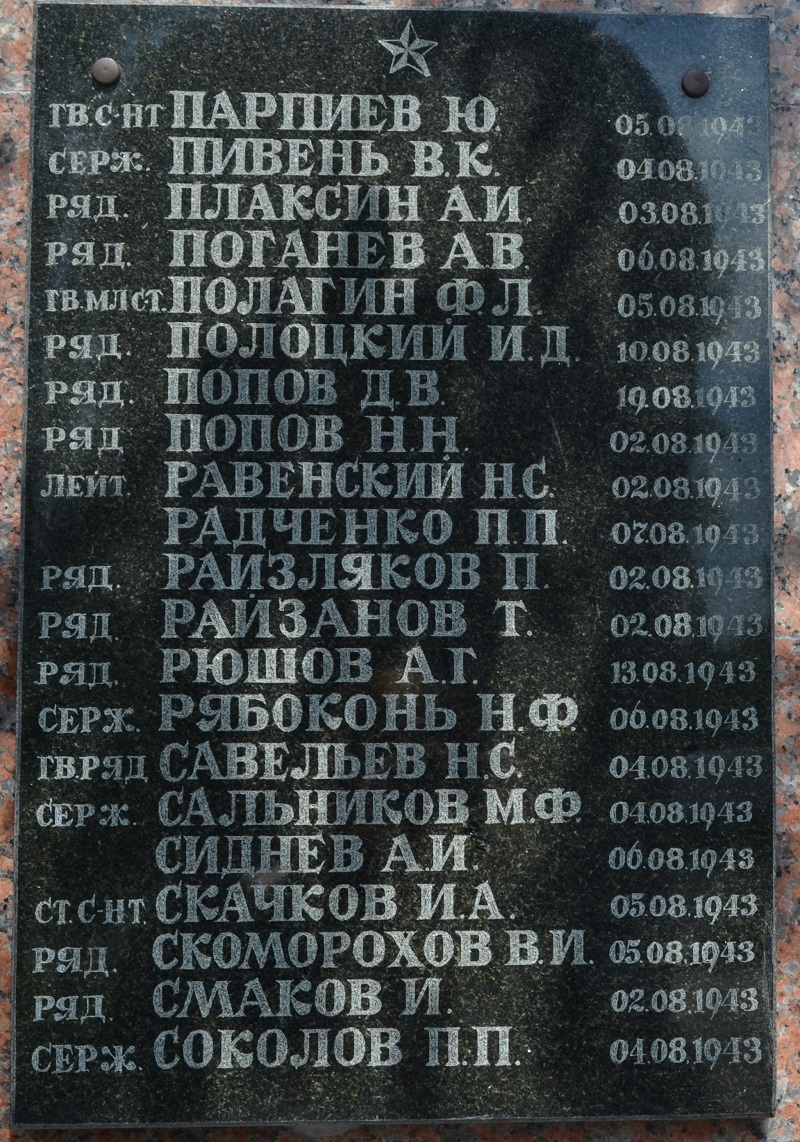 ГВ.С-НТ ПАРПИЕВ Ю. 05.08.1943
СЕРЖ. ПИВЕНЬ В.К. 04.08.1943
РЯД. ПЛАКСИН А.И. 03.08.1943
РЯД. ПОГАНЕВ А.В. 06.08.1943
ГВ.МЛ.СТ. ПОЛАГИН Ф.Л. 05.08.1943
РЯД. ПОЛОЦКИЙ И.Д. 10.08.1943
РЯД. ПОПОВ Д.В. 19.08.1943
РЯД ПОПОВ Н.Н. 02.08.1943
ЛЕЙТ. РАВЕНСКИЙ Н.С. 02.08.1943
РАДЧЕНКО П.П. 07.08.1943
РЯД. РАИЗЛЯКОВ П. 02.08.1943
РЯД. РАЙЗАНОВ Т. 02.08.1943
РЯД. РЮШОВ А.Г. 13.08.1943
СЕРЖ. РЯБОКОНЬ Н.Ф. 06.08.1943
ГВ.РЯД САВЕЛЬЕВ Н.С. 04.08.1943
СЕРЖ. САЛЬНИКОВ М.Ф. 04.08.1943
СИДНЕВ А.И. 06.08.1943
СТ.С-НТ. СКАЧКОВ И.А. 05.08.1943
РЯД. СКОМОРОХОВ В.И. 05.08.1943
РЯД. СМАКОВ И. 02.08.1943
СЕРЖ. СОКОЛОВ П.П. 04.08.1943